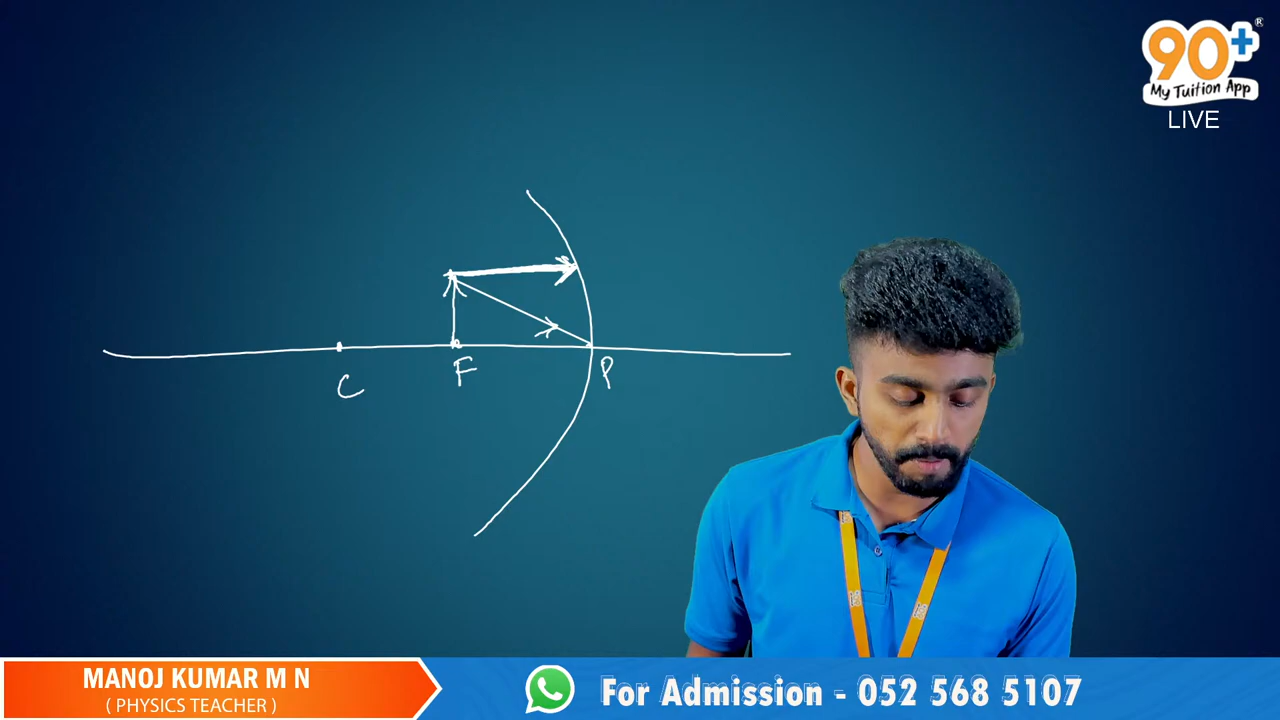 90+
®
My Tuition App
LIVE
C
F
P
MANOJ KUMAR M N
( PHYSICS TEACHER )
For Admission - 052 568 5107